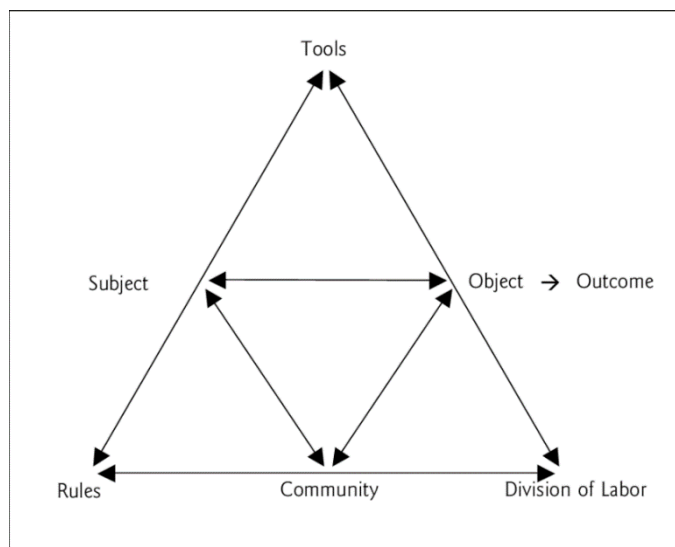 Tools
Subject Object → Outcome
Rules Community Division of Labor